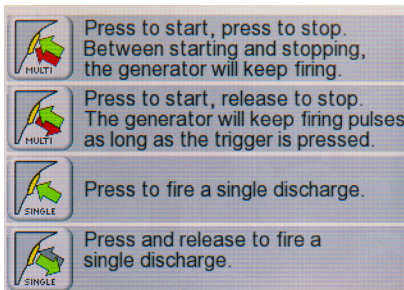 Press to start, press to stop.
Between starting and stopping,
the generator will keep firing.
MULTI
Press to start, release to stop.
The generator will keep firing pulses
as long as the trigger is pressed.
MULTI
Press to fire a single discharge.
SINGLE
Press and release to fire a
single discharge.
SINGLE